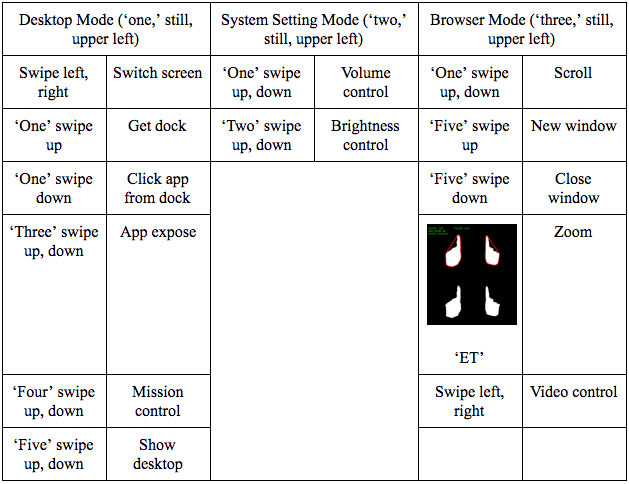 Desktop Mode (‘one,’ still,
upper left)
System Setting Mode (‘two,’
still, upper left)
Browser Mode (‘three,’ still,
upper left)
Swipe left,
right
Switch screen
‘One’ swipe
up, down
Volume
control
‘One’ swipe
up, down
Scroll
‘One’ swipe
up
Get dock
‘Two’ swipe
up, down
Brightness
control
‘Five’ swipe
up
New window
‘One’ swipe
down
Click app
from dock
‘Five’ swipe
down
Close
window
‘Three’ swipe
up, down
App expose
Zoom
‘ET’
‘Four’ swipe
up, down
Mission
control
Swipe left,
right
Video control
‘Five’ swipe
up, down
Show
desktop